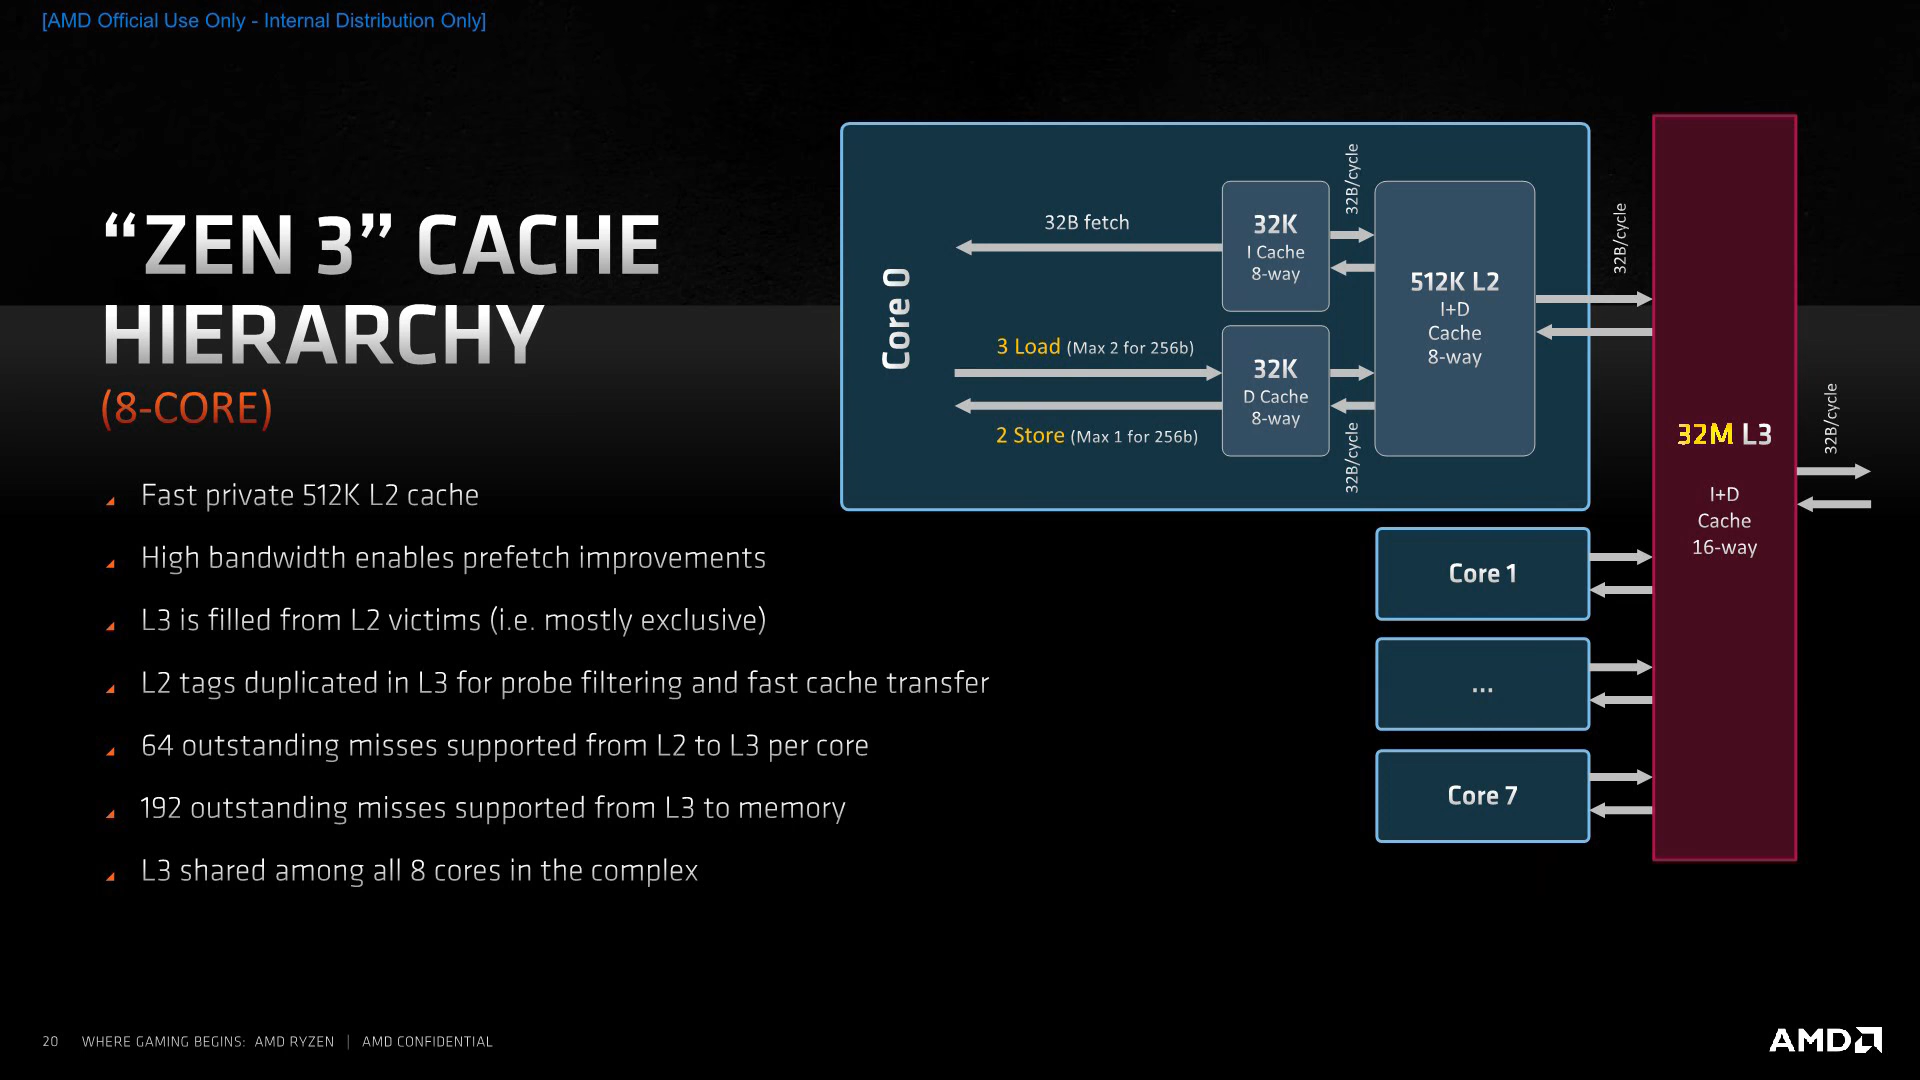 [AMD Official Use Only - Internal Distribution Only]
“ZEN 3” CACHE
HIERARCHY
(8-CORE)
Fast private 512K L2 cache
High bandwidth enables prefetch improvements
L3 is filled from L2 victims (i.e. mostly exclusive)
L2 tags duplicated in L3 for probe filtering and fast cache transfer
64 outstanding misses supported from L2 to L3 per core
192 outstanding misses supported from L3 to memory
L3 shared among all 8 cores in the complex
Core 0
32B fetch
3 Load (Max 2 for 256b)
2 Store (Max 1 for 256b)
32K
I Cache
8-way
32K
D Cache
8-way
32B/cycle
32B/cycle
512K L2
I+D
Cache
8-way
32B/cycle
Core 1
...
Core 7
32M L3
I+D
Cache
16-way
32B/cycle
20 WHERE GAMING BEGINS: AMD RYZEN | AMD CONFIDENTIAL
AMD